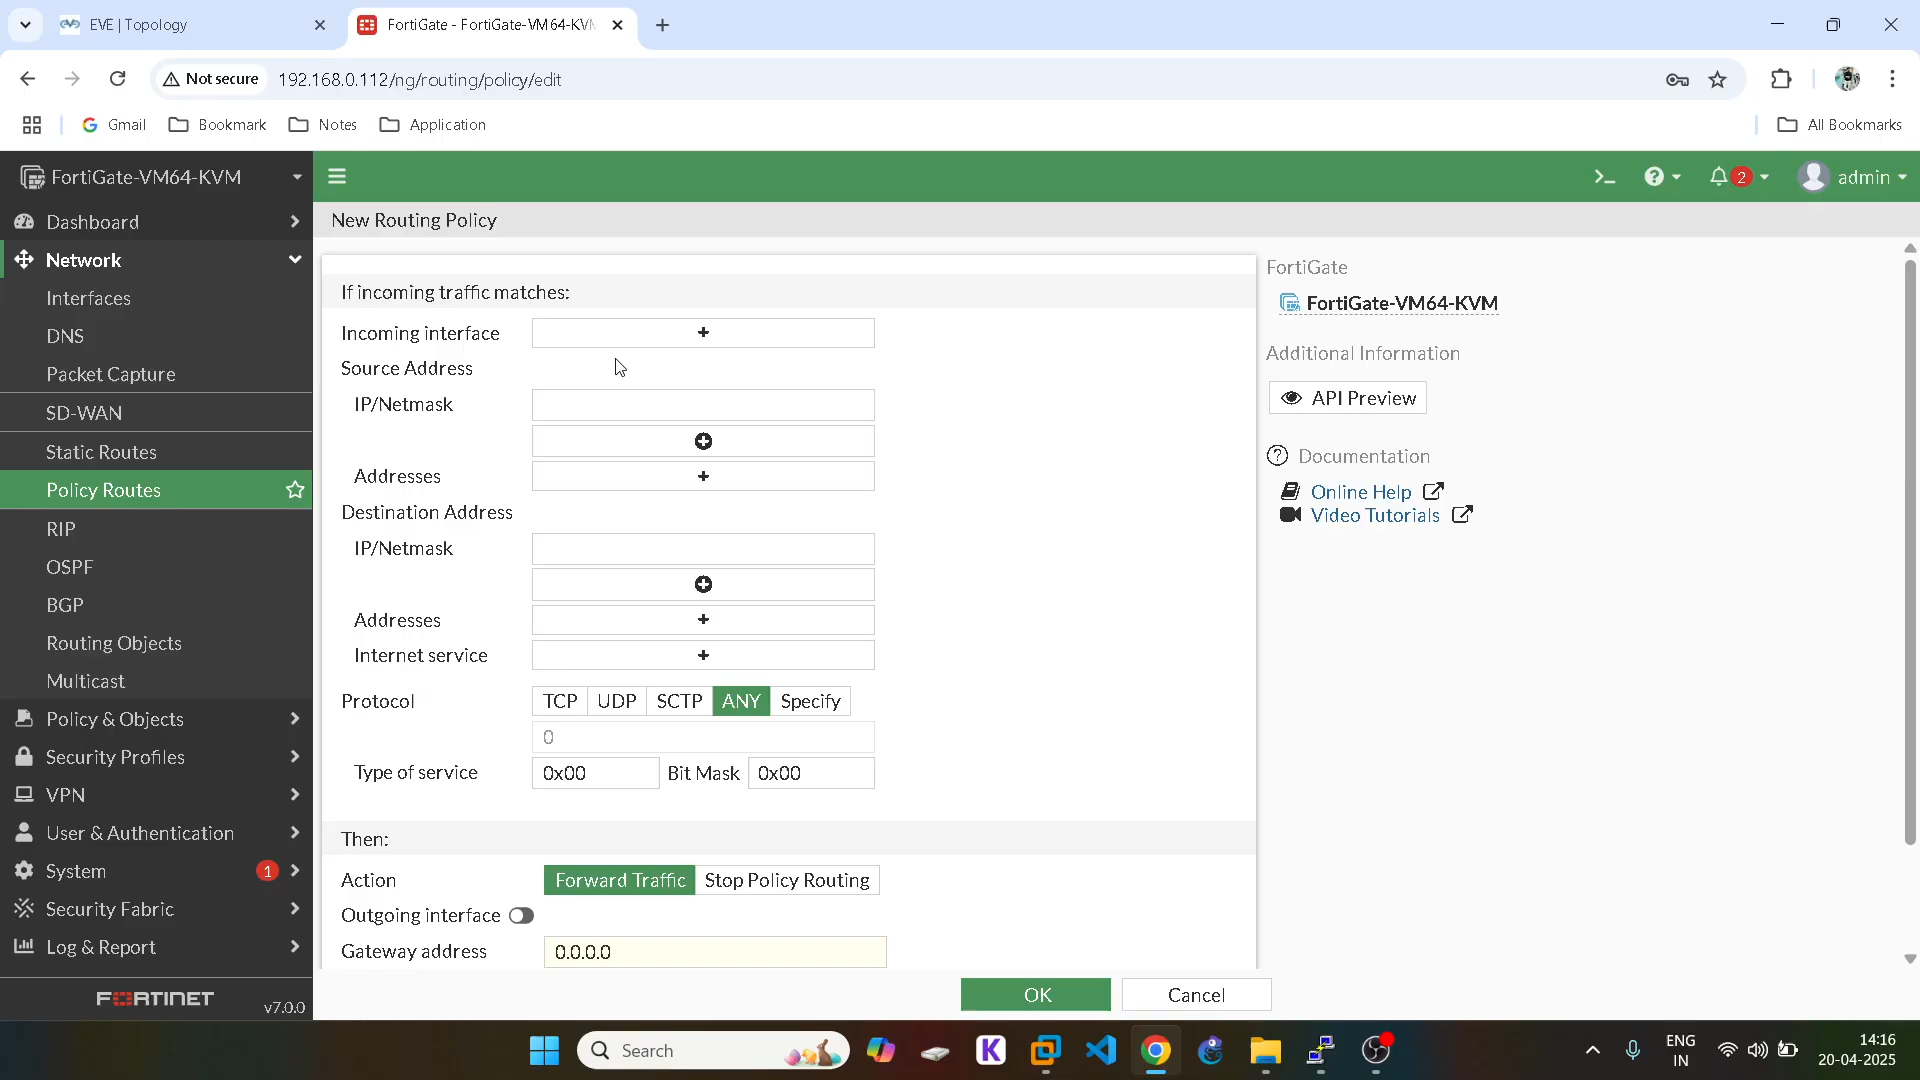 EVE | Topology
FortiGate - FortiGate-VM64-KVM
Not secure
192.168.0.112/ng/routing/policy/edit
Gmail
Bookmark
Notes
Application
All Bookmarks
FortiGate-VM64-KVM
>_
2
admin
Dashboard
Network
Interfaces
DNS
Packet Capture
SD-WAN
Static Routes
Policy Routes
RIP
OSPF
BGP
Routing Objects
Multicast
Policy & Objects
Security Profiles
VPN
User & Authentication
System
1
Security Fabric
Log & Report
FORTINET
v7.0.0
New Routing Policy
If incoming traffic matches:
Incoming interface
Source Address
IP/Netmask
Addresses
Destination Address
IP/Netmask
Addresses
Internet service
Protocol TCP UDP SCTP ANY Specify
0
Type of service 0x00 Bit Mask 0x00
Then:
Action Forward Traffic Stop Policy Routing
Outgoing interface
Gateway address 0.0.0.0
OK Cancel
FortiGate
FortiGate-VM64-KVM
Additional Information
API Preview
Documentation
Online Help
Video Tutorials
Search
K
ENG
IN
14:16
20-04-2025